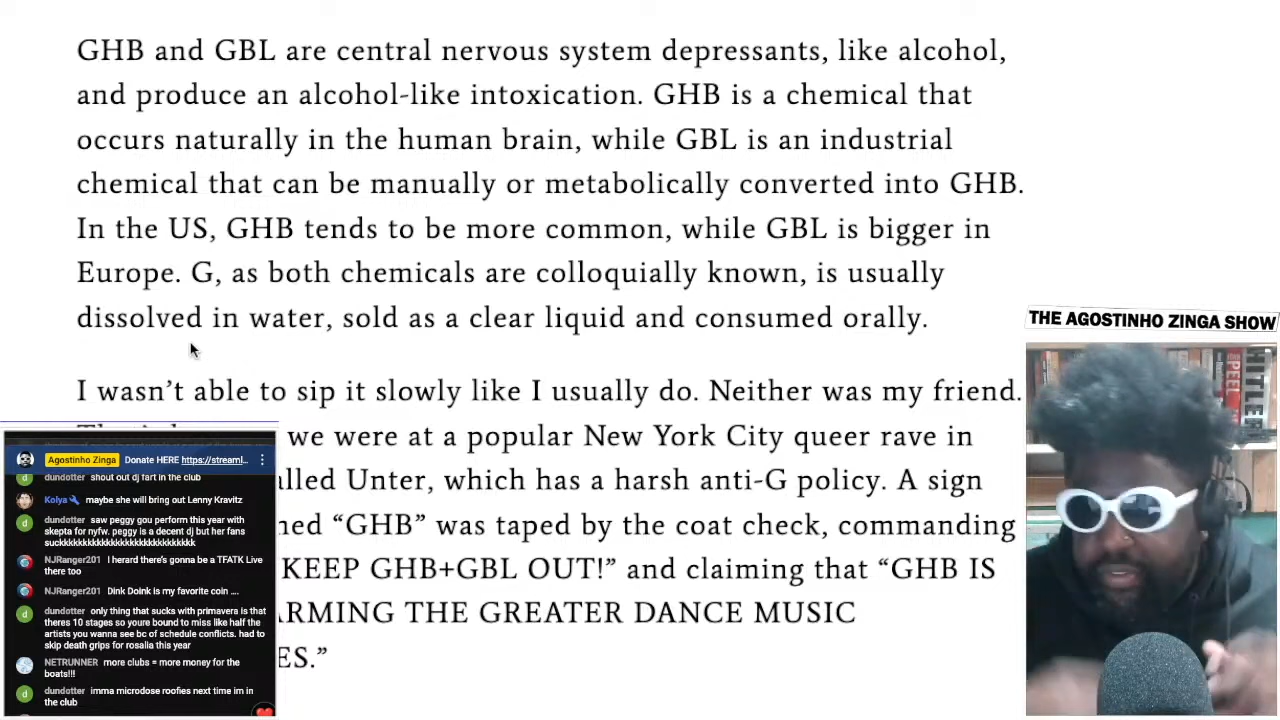 GHB and GBL are central nervous system depressants, like alcohol,
and produce an alcohol-like intoxication. GHB is a chemical that
occurs naturally in the human brain, while GBL is an industrial
chemical that can be manually or metabolically converted into GHB.
In the US, GHB tends to be more common, while GBL is bigger in
Europe. G, as both chemicals are colloquially known, is usually
dissolved in water, sold as a clear liquid and consumed orally.
I wasn’t able to sip it slowly like I usually do. Neither was my friend.
we were at a popular New York City queer rave in
lled Unter, which has a harsh anti-G policy. A sign
ned “GHB” was taped by the coat check, commanding
KEEP GHB+GBL OUT!” and claiming that “GHB IS
ARMING THE GREATER DANCE MUSIC
ES.”
THE AGOSTINHO ZINGA SHOW
PEEL
HITLER
Agostinho Zinga Donate HERE https://streaml...
dundotter shout out dj fart in the club
Kolya maybe she will bring out Lenny Kravitz
dundotter saw peggy gou perform this year with
skepta for nyfw. peggy is a decent dj but her fans
suckkkkkkkkkkkkkkkkkkkkkkkkkkkk
NJRanger201 I herard there’s gonna be a TFATK Live
there too
NJRanger201 Dink Doink is my favorite coin ....
dundotter only thing that sucks with primavera is that
theres 10 stages so youre bound to miss like half the
artists you wanna see bc of schedule conflicts. had to
skip death grips for rosalia this year
NETRUNNER more clubs = more money for the
boats!!!
dundotter imma microdose roofies next time im in
the club